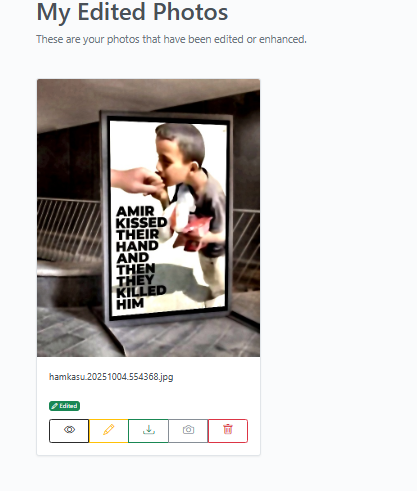 My Edited Photos
These are your photos that have been edited or enhanced.
AMIR
KISSED
THEIR
HAND
AND
THEN
THEY
KILLED
HIM
hamkasu.20251004.554368.jpg
Edited